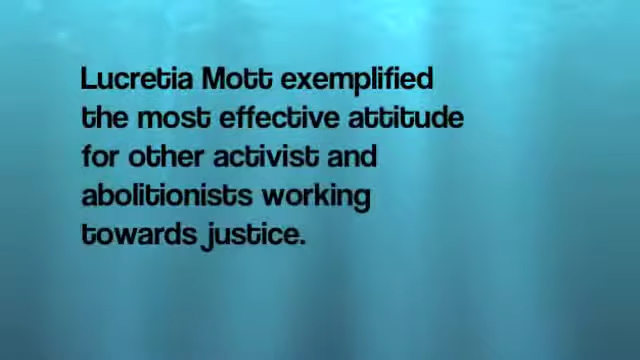 Lucretia Mott exemplified
the most effective attitude
for other activist and
abolitionists working
towards justice.